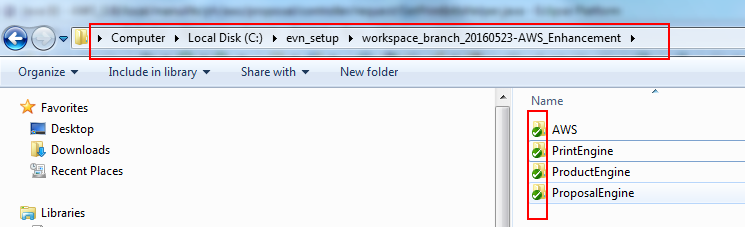 Computer ▸ Local Disk (C:) ▸ evn_setup ▸ workspace_branch_20160523-AWS_Enhancement ▸
Organize ▾ Include in library ▾ Share with ▾ New folder
Favorites
Desktop
Downloads
Recent Places
Libraries
Name
AWS
PrintEngine
ProductEngine
ProposalEngine